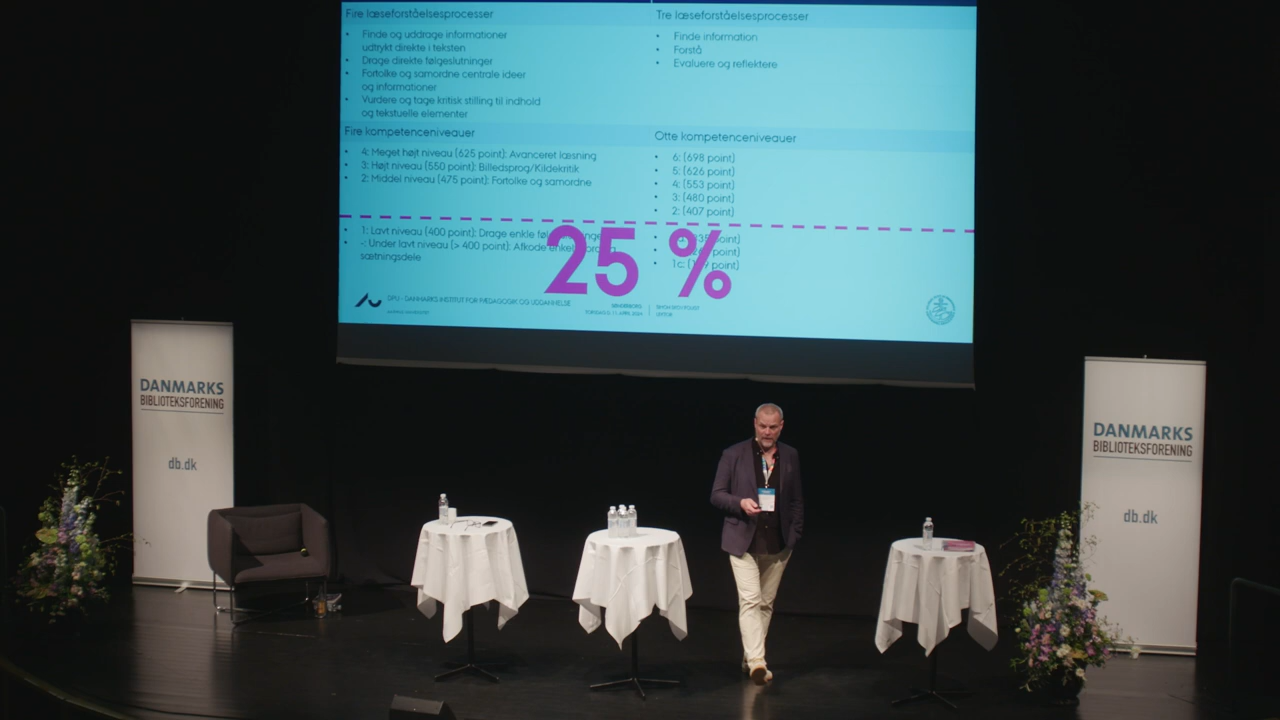 Fire læseforståelsesprocesser
• Finde og uddrage informationer
udtrykt direkte i teksten
• Drage direkte følgeslutninger
• Fortolke og samordne centrale ideer
og informationer
• Vurdere og tage kritisk stilling til indhold
og tekstuelle elementer
Tre læseforståelsesprocesser
• Finde information
• Forstå
• Evaluere og reflektere
Fire kompetenceniveauer
• 4: Meget højt niveau (625 point): Avanceret læsning
• 3: Højt niveau (550 point): Billedsprog/Kildekritik
• 2: Middel niveau (475 point): Fortolke og samordne
• 1: Lavt niveau (400 point): Drage enkle
• -: Under lavt niveau (> 400 point): Afkode
sætningsdele
Otte kompetenceniveauer
• 6: (698 point)
• 5: (626 point)
• 4: (553 point)
• 3: (480 point)
• 2: (407 point)
point)
point)
1c: point)
25 %
DPU - DANMARKS INSTITUT FOR PÆDAGOGIK OG UDDANNELSE
DANMARKS
BIBLIOTEKSFORENING
db.dk
DANMARKS
BIBLIOTEKSFORENING
db.dk